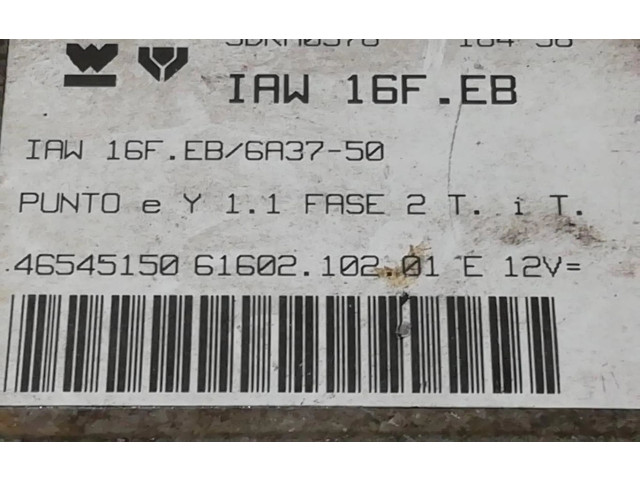 IAW 16F.EB
IAW 16F.EB/6A37-50
PUNTO e Y 1.1 FASE 2 T. i T.
46545150 61602.102.01 E 12V=